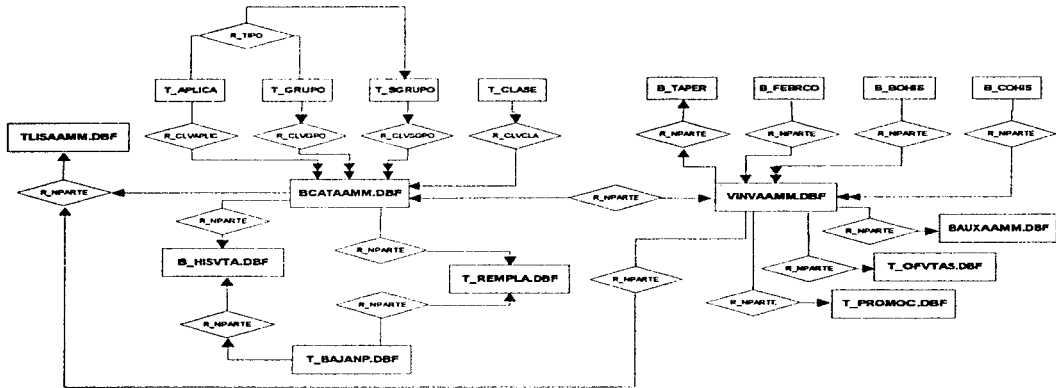 R_TIPO
T_APLICA
T_GRUPO
T_SGRUPO
T_CLASE
B_TAPER
B_FEBRCO
B_BOHIS
B_COHIS
TLISAAMM.DBF
R_CLVAPLIC
R_CLVGPO
R_CLVSGPO
R_CLVCLA
R_NPARTE
R_NPARTE
R_NPARTE
R_NPARTE
R_NPARTE
BCATAAMM.DBF
R_NPARTE
VINVAAMM.DBF
R_NPARTE
R_NPARTE
R_NPARTE
BAUXAAMM.DBF
B_HISVTA.DBF
T_REMPLA.DBF
R_NPARTE
R_NPARTE
T_OFVTAS.DBF
R_NPARTE
R_NPARTE
R_NPARTT.
T_PROMOC.DBF
T_BAJANP.DBF